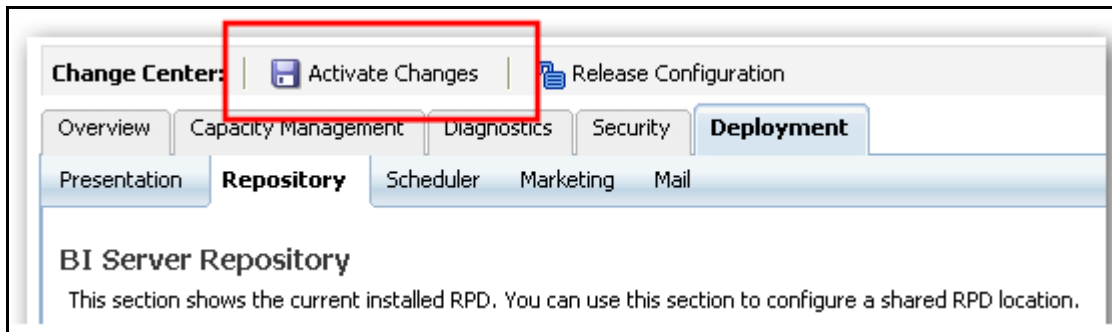 Change Center: Activate Changes Release Configuration
Overview Capacity Management Diagnostics Security Deployment
Presentation Repository Scheduler Marketing Mail
BI Server Repository
This section shows the current installed RPD. You can use this section to configure a shared RPD location.